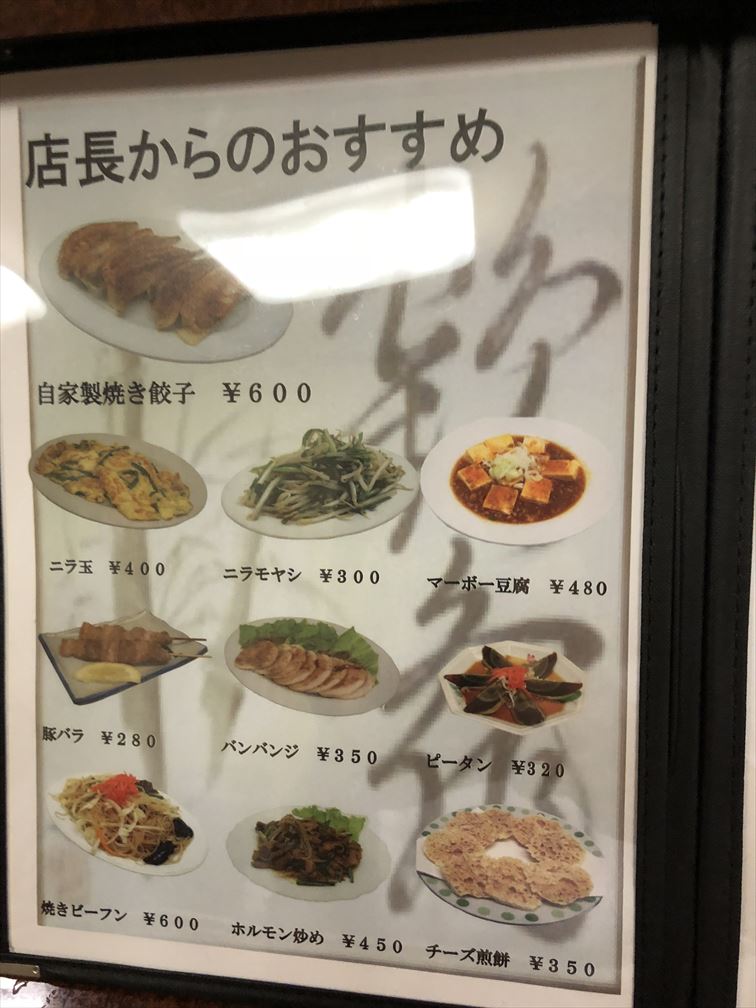 店長からのおすすめ
自家製焼き餃子　￥６００
ニラ玉　￥４００
ニラモヤシ　￥３００
マーボー豆腐　￥４８０
豚バラ　￥２８０
バンバンジ　￥３５０
ピータン　￥３２０
焼きビーフン　￥６００
ホルモン炒め　￥４５０
チーズ煎餅　￥３５０